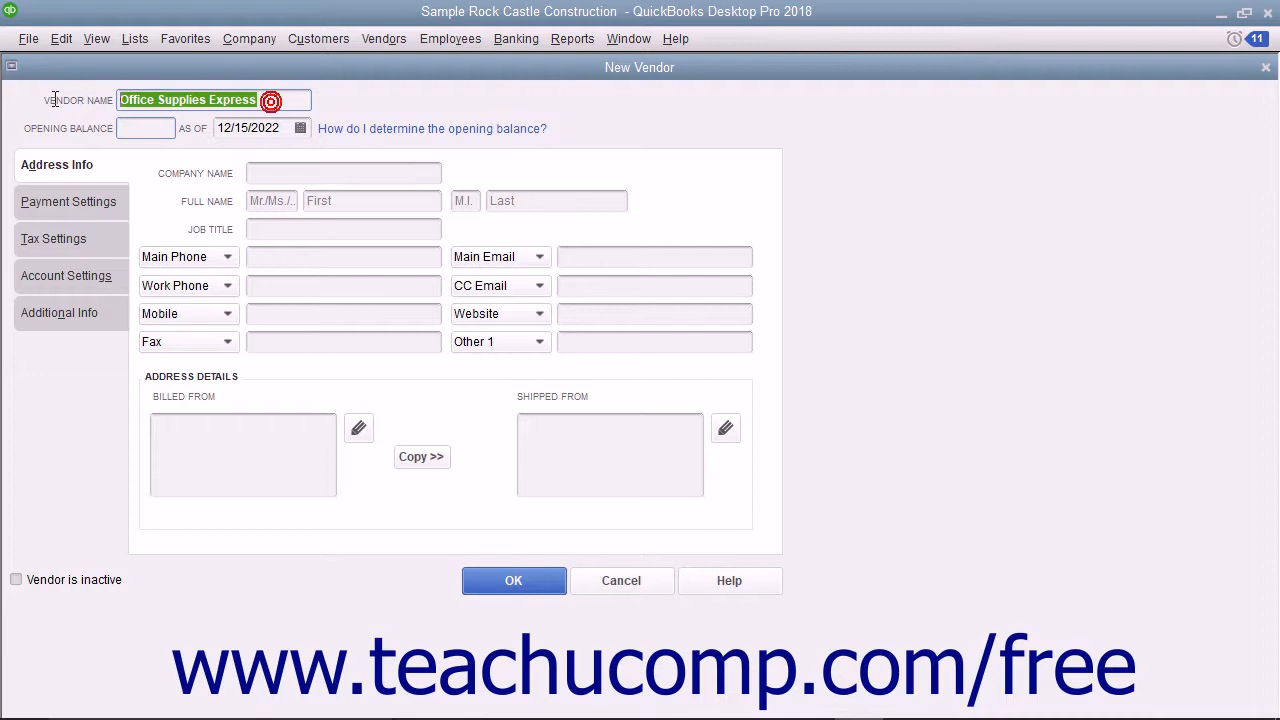 Sample Rock Castle Construction - QuickBooks Desktop Pro 2018
File Edit View Lists Favorites Company Customers Vendors Employees Banking Reports Window Help 11
New Vendor
VENDOR NAME Office Supplies Express
OPENING BALANCE AS OF 12/15/2022 How do I determine the opening balance?
Address Info
Payment Settings
Tax Settings
Account Settings
Additional Info
COMPANY NAME
FULL NAME Mr./Ms./.. First M.I. Last
JOB TITLE
Main Phone Main Email
Work Phone CC Email
Mobile Website
Fax Other 1
ADDRESS DETAILS
BILLED FROM SHIPPED FROM
Copy >>
Vendor is inactive
OK Cancel Help
www.teachucomp.com/free